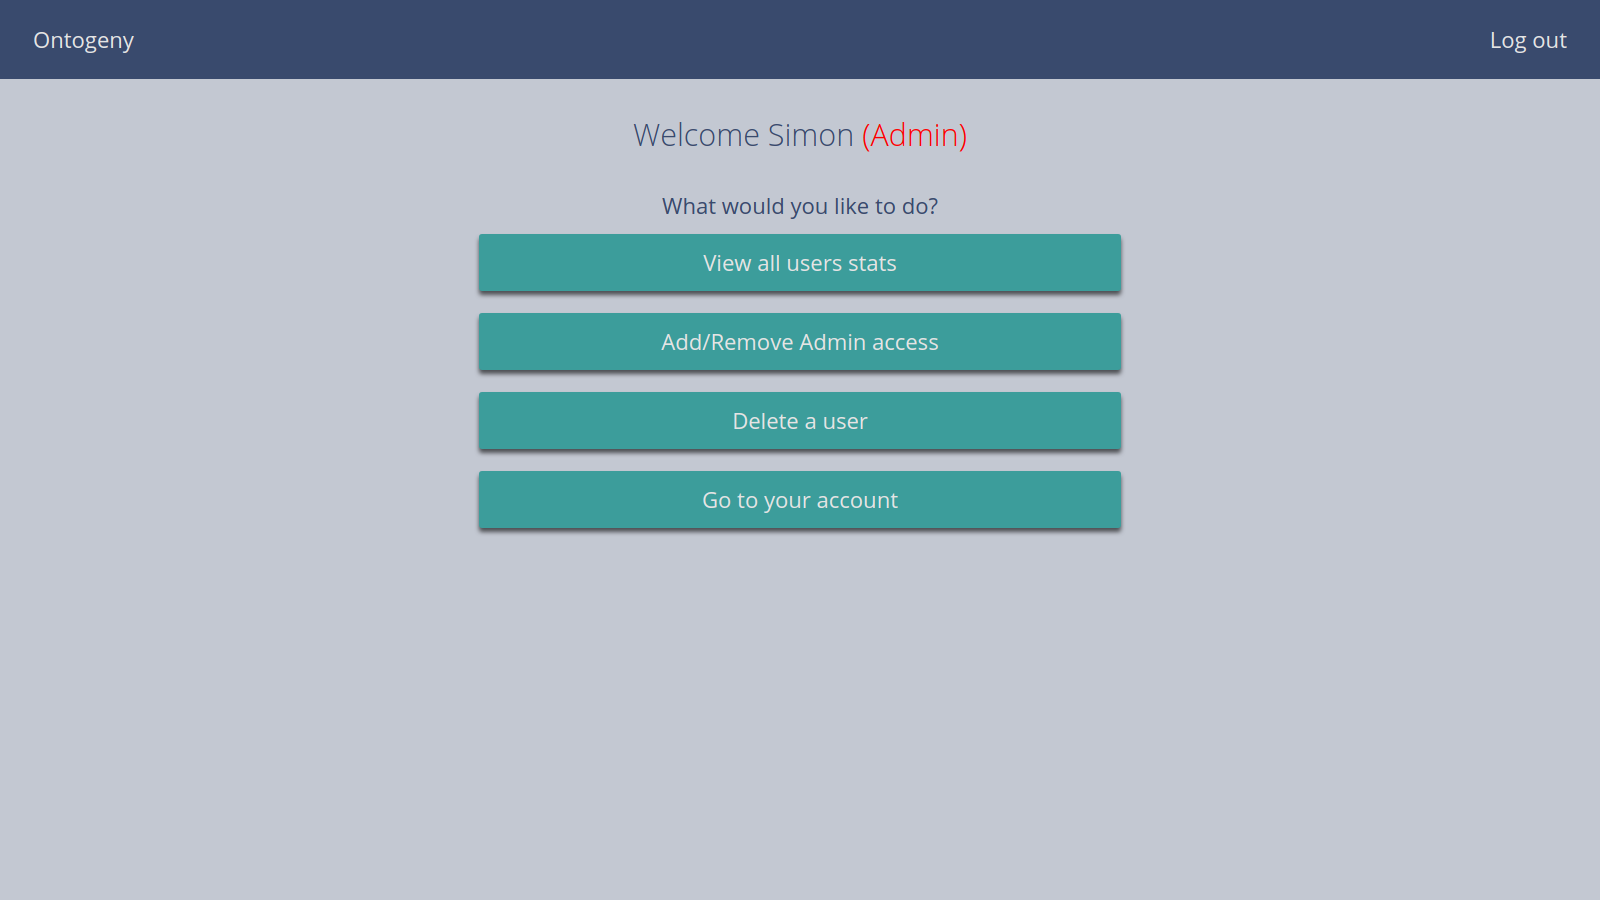 Ontogeny
Log out
Welcome Simon (Admin)
What would you like to do?
View all users stats
Add/Remove Admin access
Delete a user
Go to your account